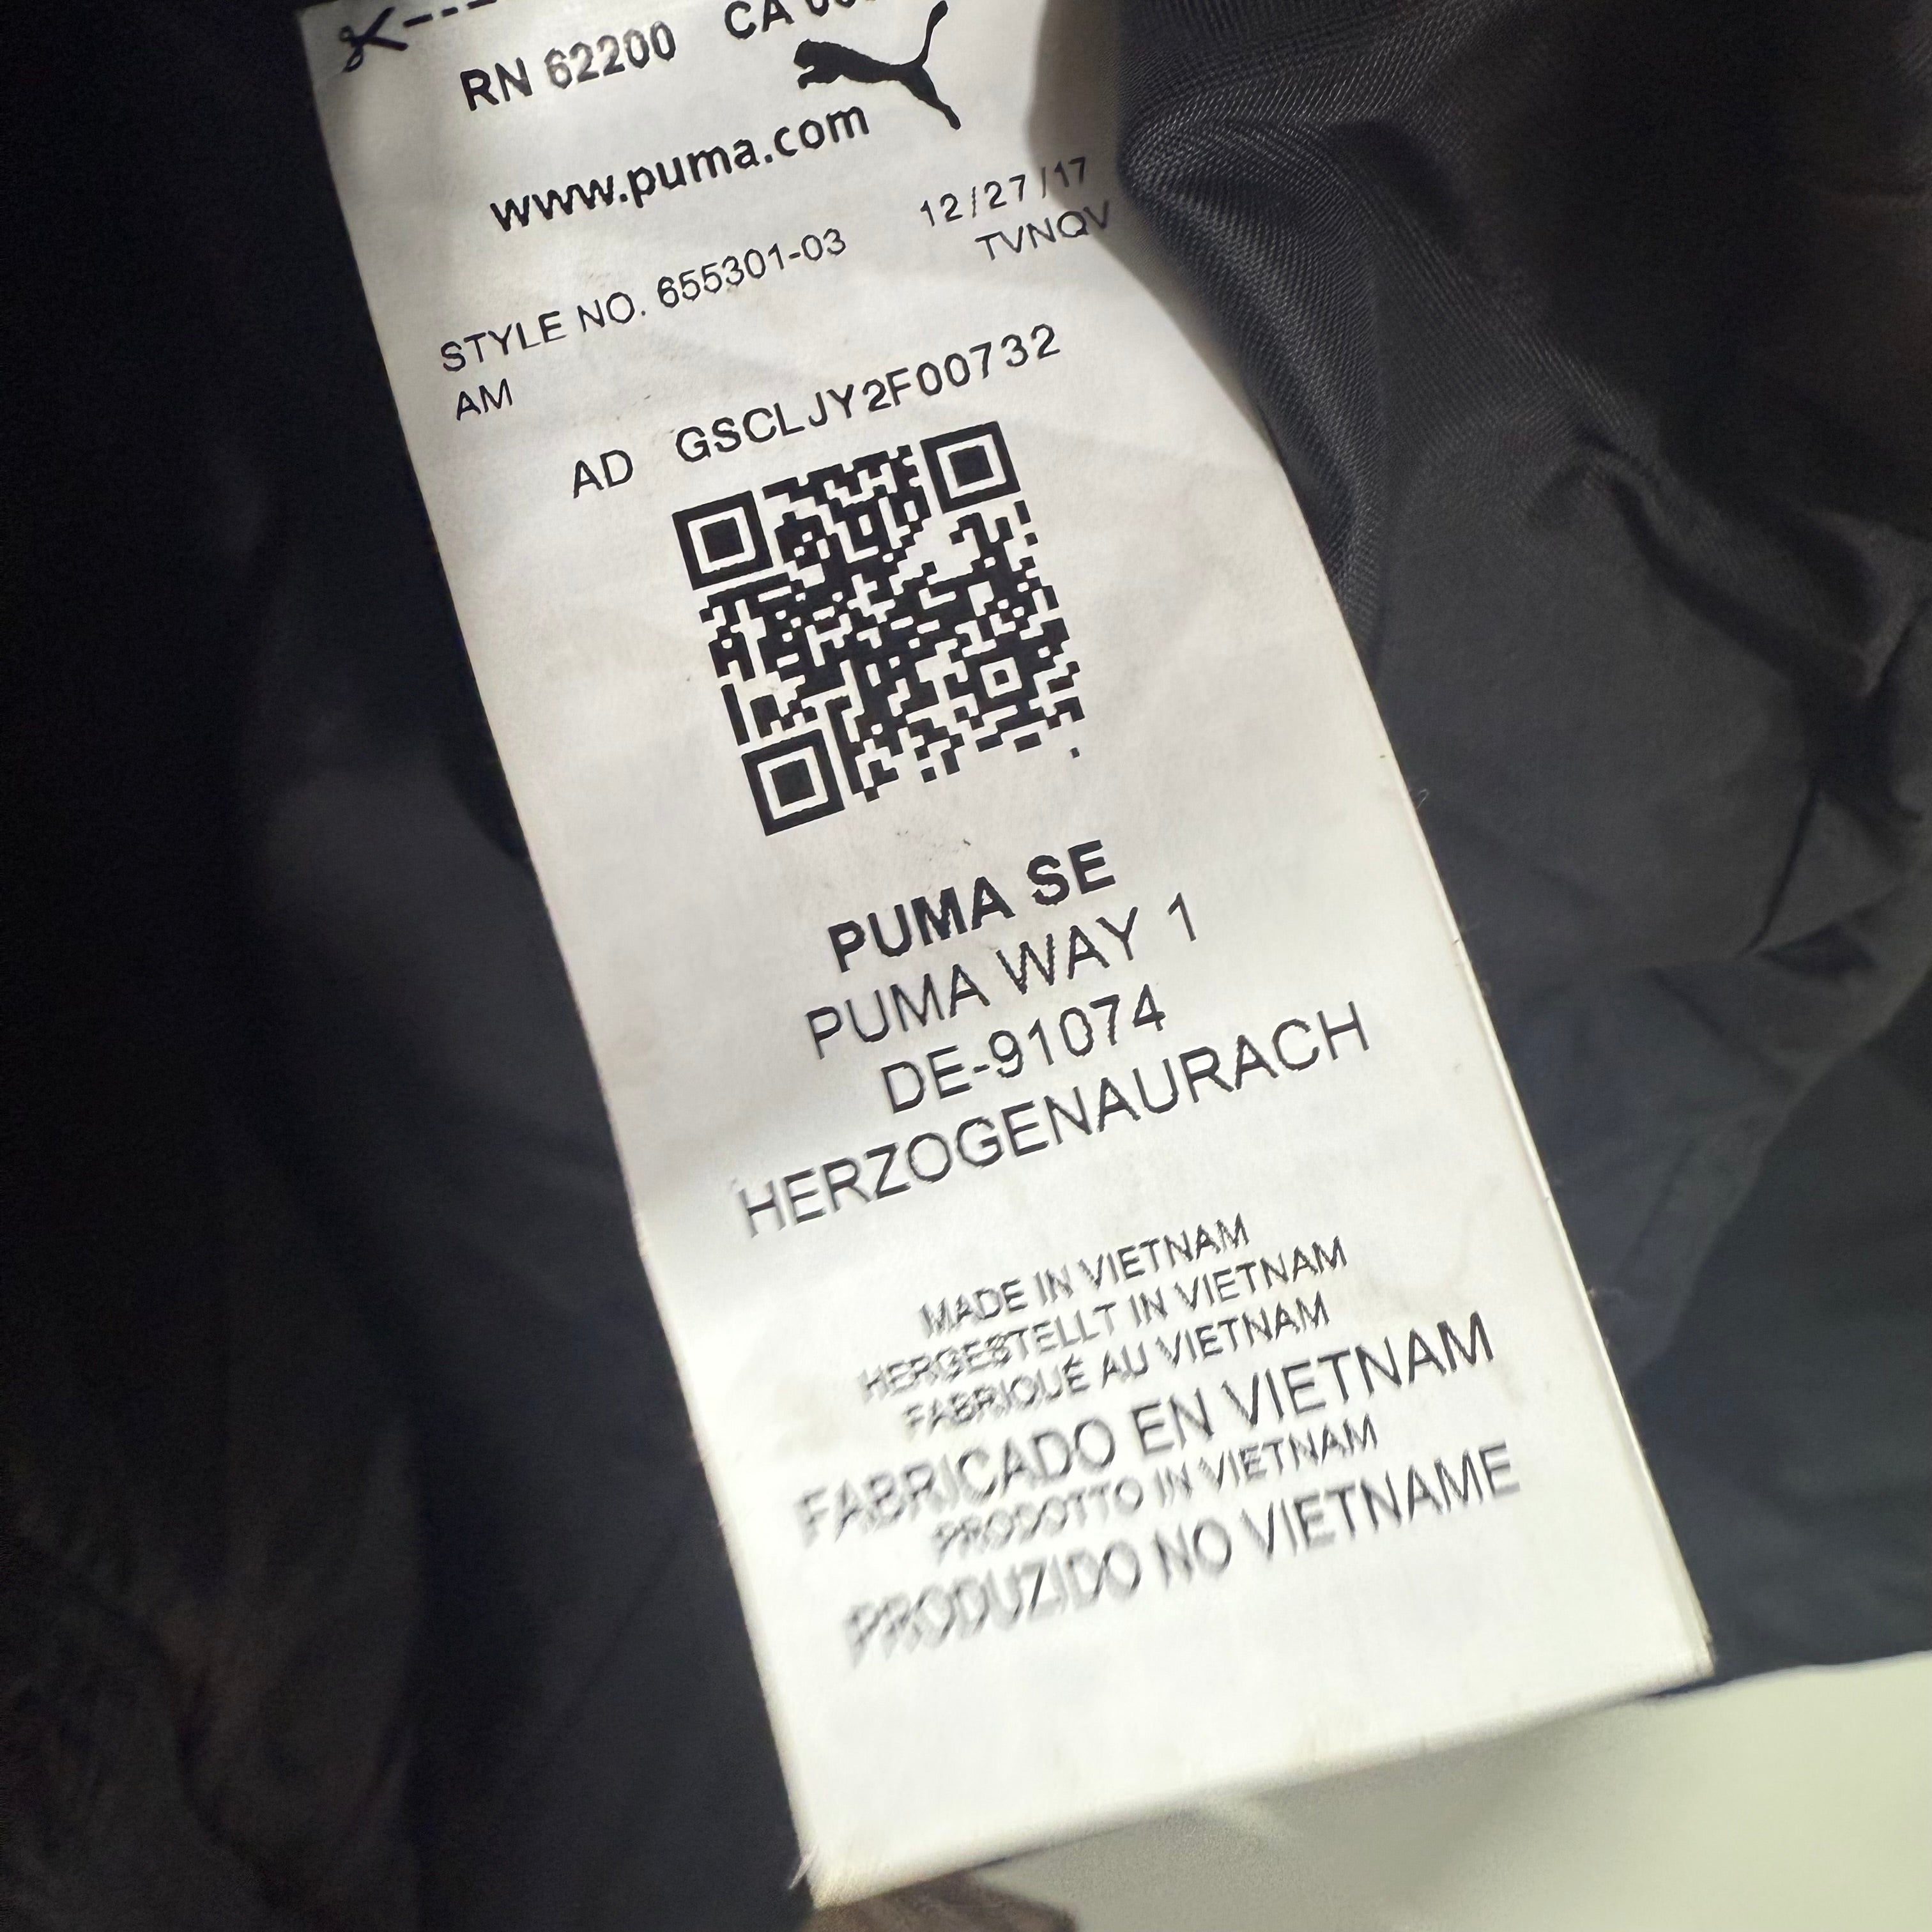 RN 62200 CA
www.puma.com
STYLE NO. 655301-03 12/27/17
AM TVNQV
AD GSCLJY2F00732
PUMA SE
PUMA WAY 1
DE-91074
HERZOGENAURACH
MADE IN VIETNAM
HERGESTELLT IN VIETNAM
FABRIQUÉ AU VIETNAM
FABRICADO EN VIETNAM
PRODOTTO IN VIETNAM
PRODUZIDO NO VIETNAME